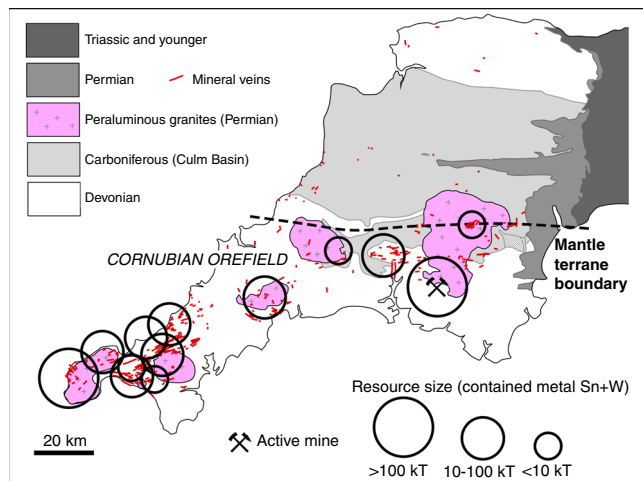 Triassic and younger
Permian
Mineral veins
Peraluminous granites (Permian)
Carboniferous (Culm Basin)
Devonian
CORNUBIAN OREFIELD
Mantle
terrane
boundary
Resource size (contained metal Sn+W)
20 km
Active mine
>100 kT
10-100 kT
<10 kT